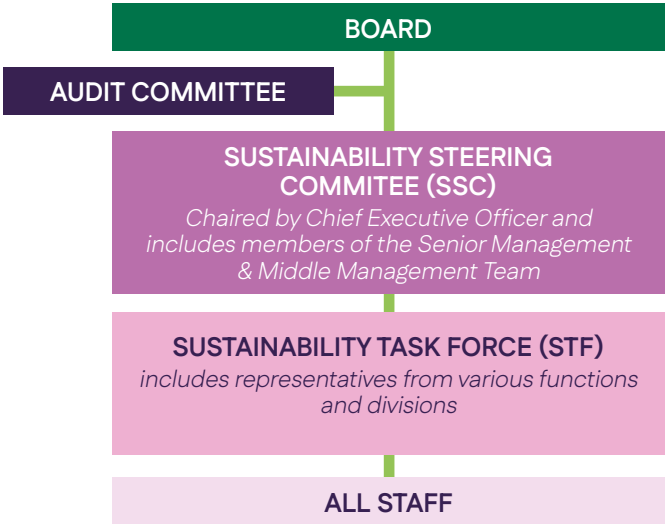 BOARD
AUDIT COMMITTEE
SUSTAINABILITY STEERING
COMMITEE (SSC)
Chaired by Chief Executive Officer and
includes members of the Senior Management
& Middle Management Team
SUSTAINABILITY TASK FORCE (STF)
includes representatives from various functions
and divisions
ALL STAFF